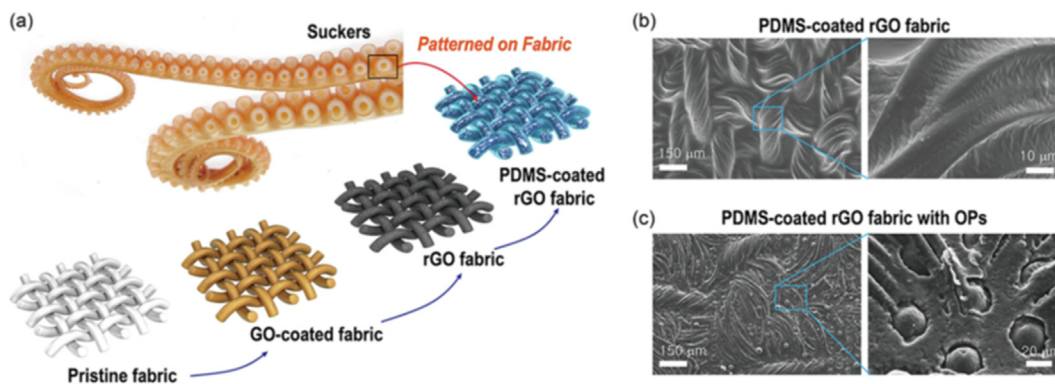 (a)
Suckers
Patterned on Fabric
PDMS-coated
rGO fabric
rGO fabric
GO-coated fabric
Pristine fabric
(b)
PDMS-coated rGO fabric
150 μm
10 μm
(c)
PDMS-coated rGO fabric with OPs
150 μm
20 μm